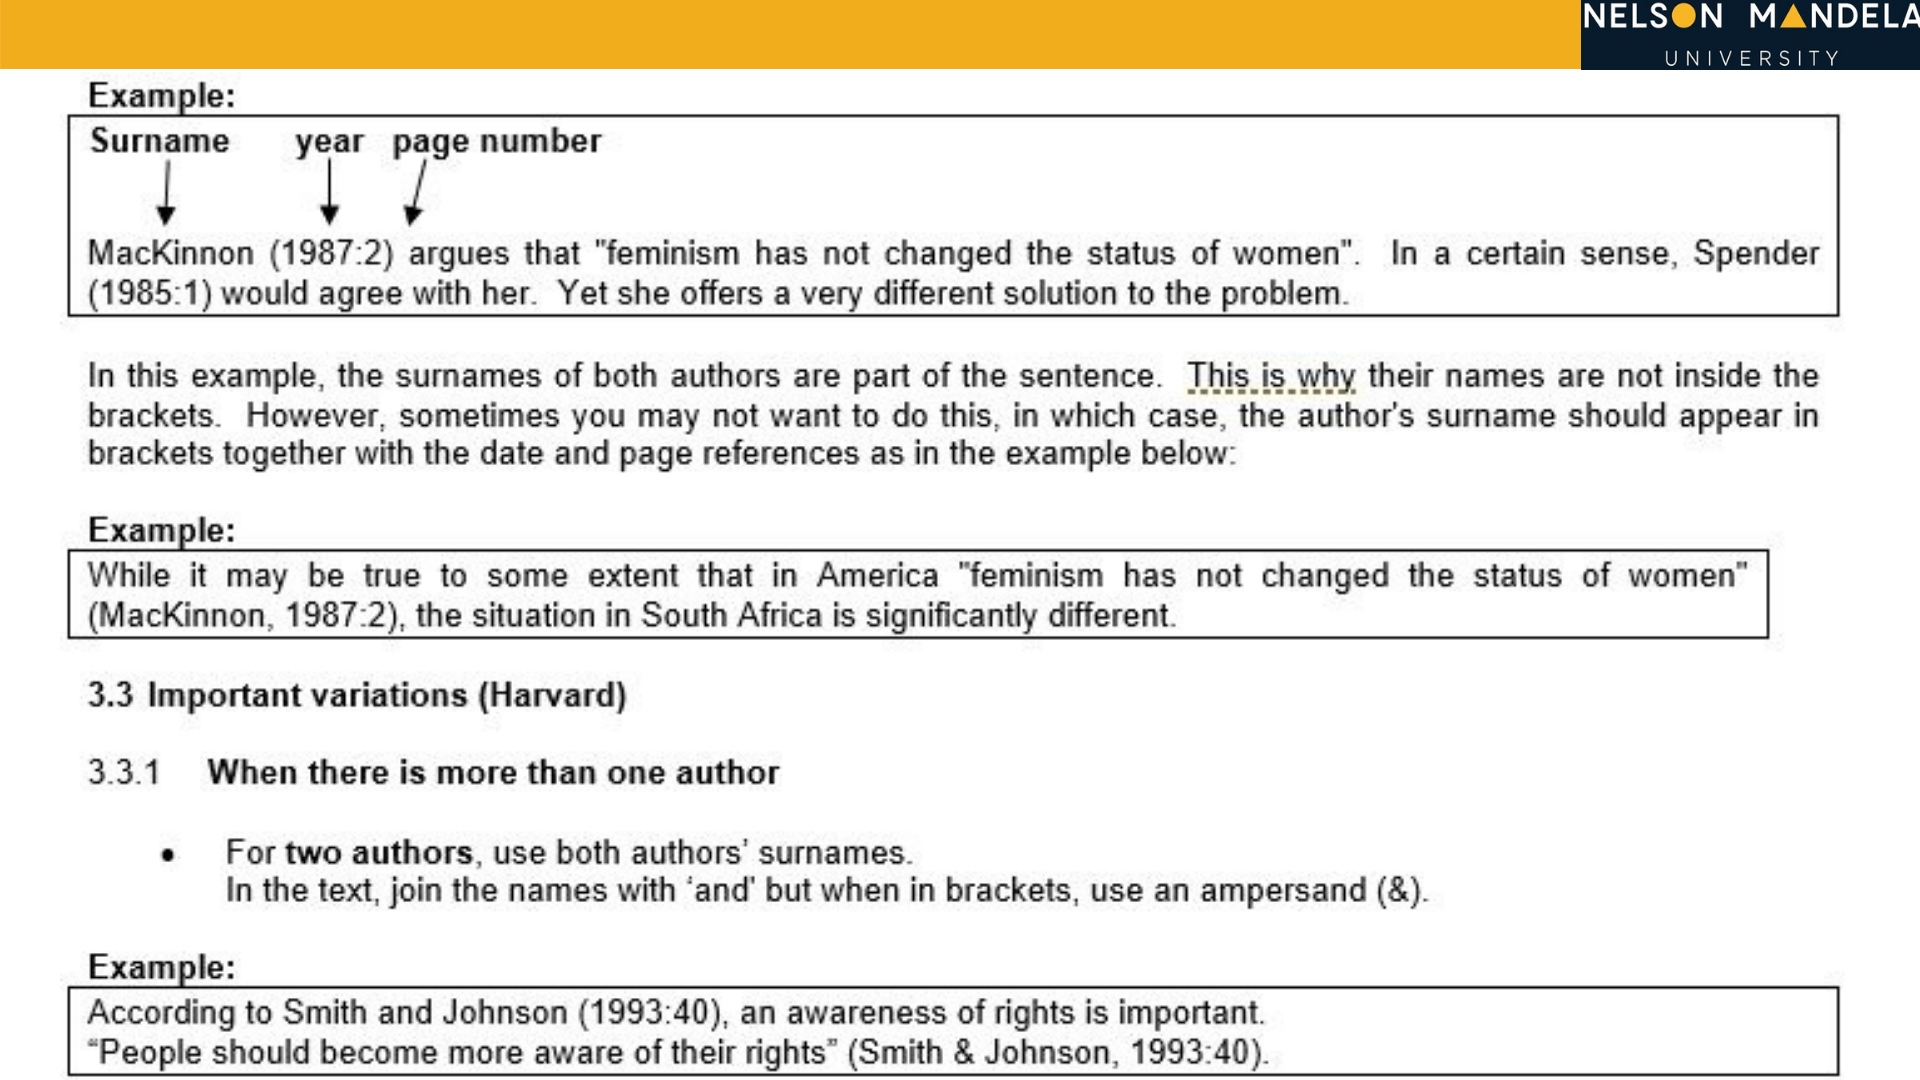 NELSON MANDELA
UNIVERSITY
Example:
Surname year page number
MacKinnon (1987:2) argues that "feminism has not changed the status of women". In a certain sense, Spender
(1985:1) would agree with her. Yet she offers a very different solution to the problem.
In this example, the surnames of both authors are part of the sentence. This is why their names are not inside the
brackets. However, sometimes you may not want to do this, in which case, the author's surname should appear in
brackets together with the date and page references as in the example below:
Example:
While it may be true to some extent that in America "feminism has not changed the status of women"
(MacKinnon, 1987:2), the situation in South Africa is significantly different.
3.3 Important variations (Harvard)
3.3.1 When there is more than one author
• For two authors, use both authors’ surnames.
In the text, join the names with ‘and’ but when in brackets, use an ampersand (&).
Example:
According to Smith and Johnson (1993:40), an awareness of rights is important.
“People should become more aware of their rights” (Smith & Johnson, 1993:40).